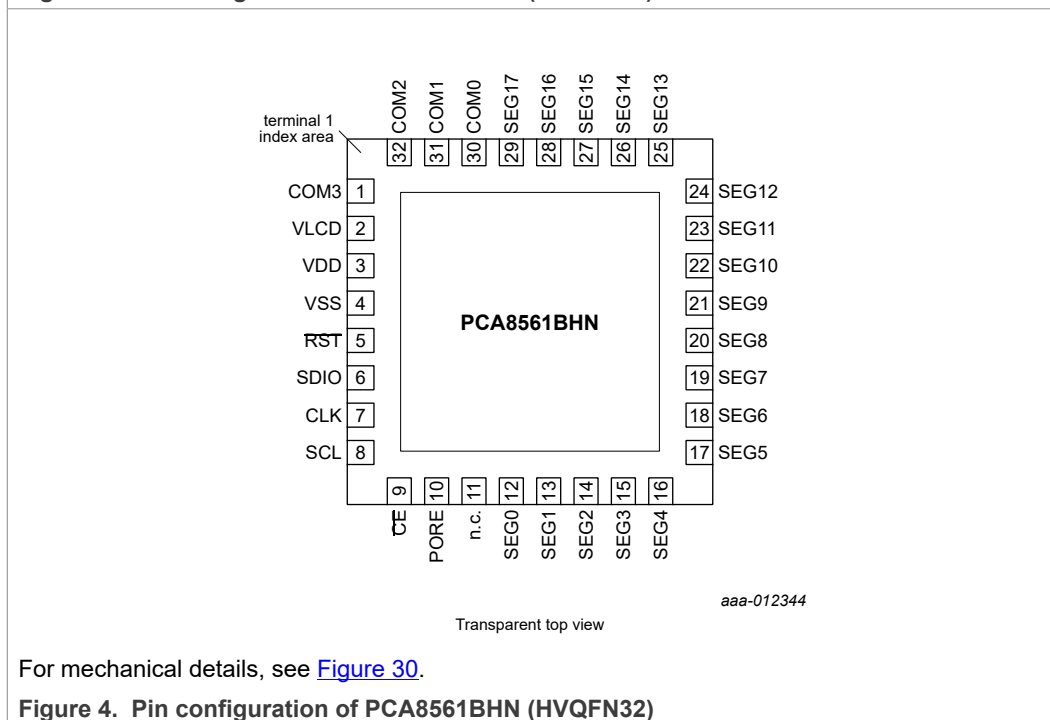 COM2
COM1
COM0
SEG17
SEG16
SEG15
SEG14
SEG13
terminal 1
index area
32
31
30
29
28
27
26
25
COM3 1
24 SEG12
VLCD 2
23 SEG11
VDD 3
22 SEG10
VSS 4
21 SEG9
PCA8561BHN
RST 5
20 SEG8
SDIO 6
19 SEG7
CLK 7
18 SEG6
SCL 8
17 SEG5
9
10
11
12
13
14
15
16
CE
PORE
n.c.
SEG0
SEG1
SEG2
SEG3
SEG4
aaa-012344
Transparent top view
For mechanical details, see Figure 30.
Figure 4. Pin configuration of PCA8561BHN (HVQFN32)